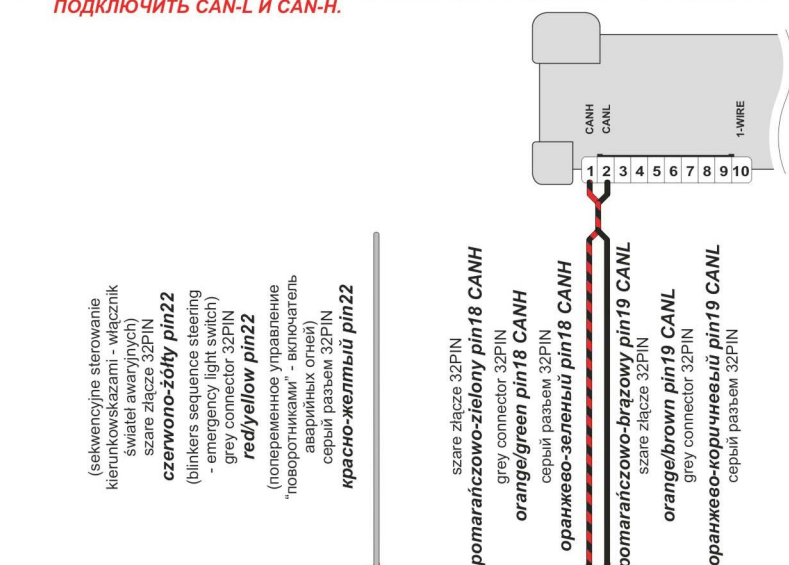 ПОДКЛЮЧИТЬ CAN-L И CAN-H.
CANH
CANL
1-WIRE
1 2 3 4 5 6 7 8 9 10
(sekwencyjne sterowanie
kierunkowskazami - włącznik
świateł awaryjnych)
szare złącze 32PIN
czerwono-żółty pin22
(blinkers sequence steering
- emergency light switch)
grey connector 32PIN
red/yellow pin22
(попеременное управление
"поворотниками" - включатель
аварийных огней)
серый разъем 32PIN
красно-желтый pin22
szare złącze 32PIN
pomarańczowo-zielony pin18 CANH
grey connector 32PIN
orange/green pin18 CANH
серый разъем 32PIN
оранжево-зеленый pin18 CANH
pomarańczowo-brązowy pin19 CANL
szare złącze 32PIN
orange/brown pin19 CANL
grey connector 32PIN
оранжево-коричневый pin19 CANL
серый разъем 32PIN